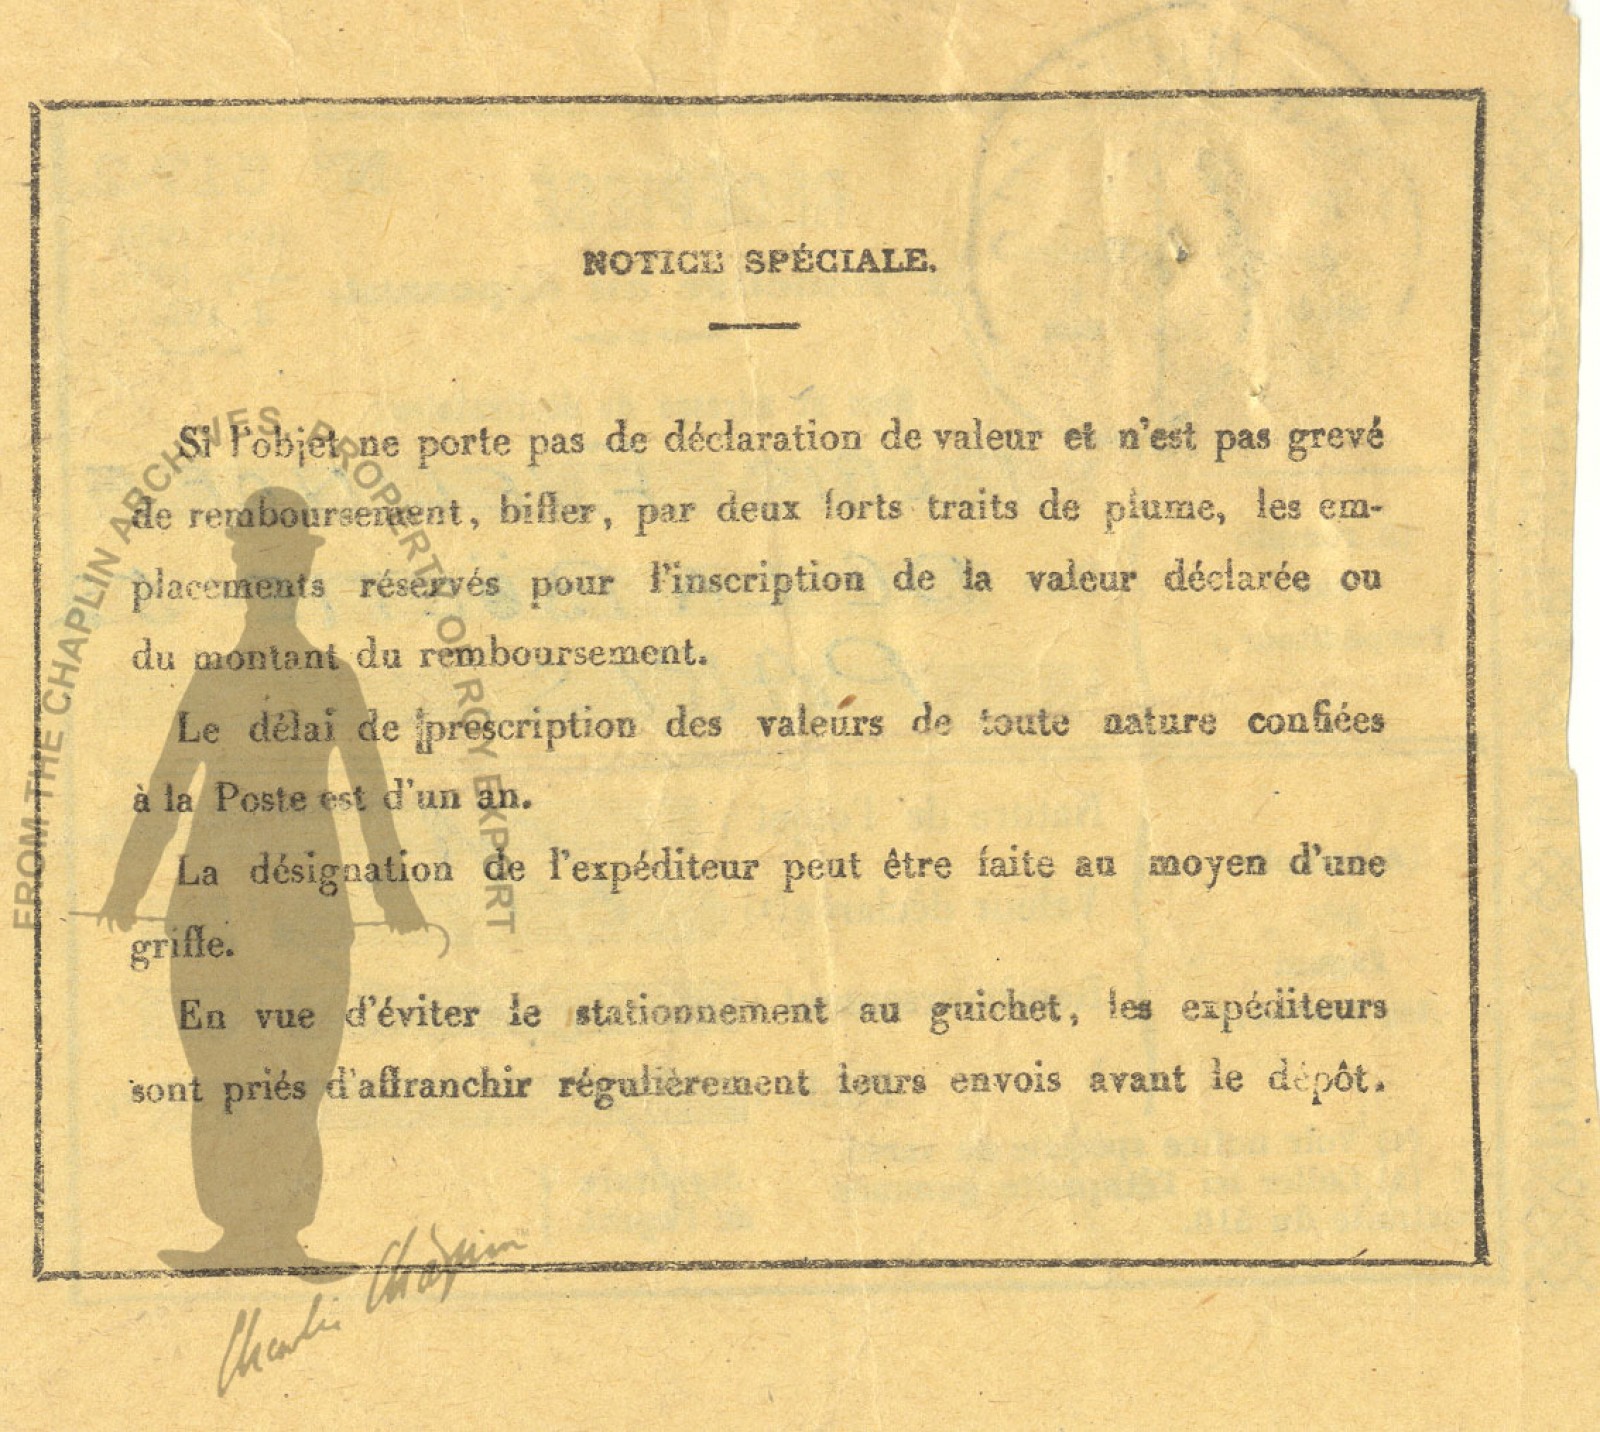 NOTICE SPÉCIALE.
Si l'objet ne porte pas de déclaration de valeur et n'est pas grevé
de remboursement, biffer, par deux forts traits de plume, les em-
placements réservés pour l'inscription de la valeur déclarée ou
du montant du remboursement.
Le délai de prescription des valeurs de toute nature confiées
à la Poste est d'un an.
La désignation de l'expéditeur peut être faite au moyen d'une
griffe.
En vue d'éviter le stationnement au guichet, les expéditeurs
sont priés d'affranchir régulièrement leurs envois avant le dépôt.
FROM THE CHAPLIN ARCHIVES, PROPERTY OF ROY EXPORT
Charlie Chaplin